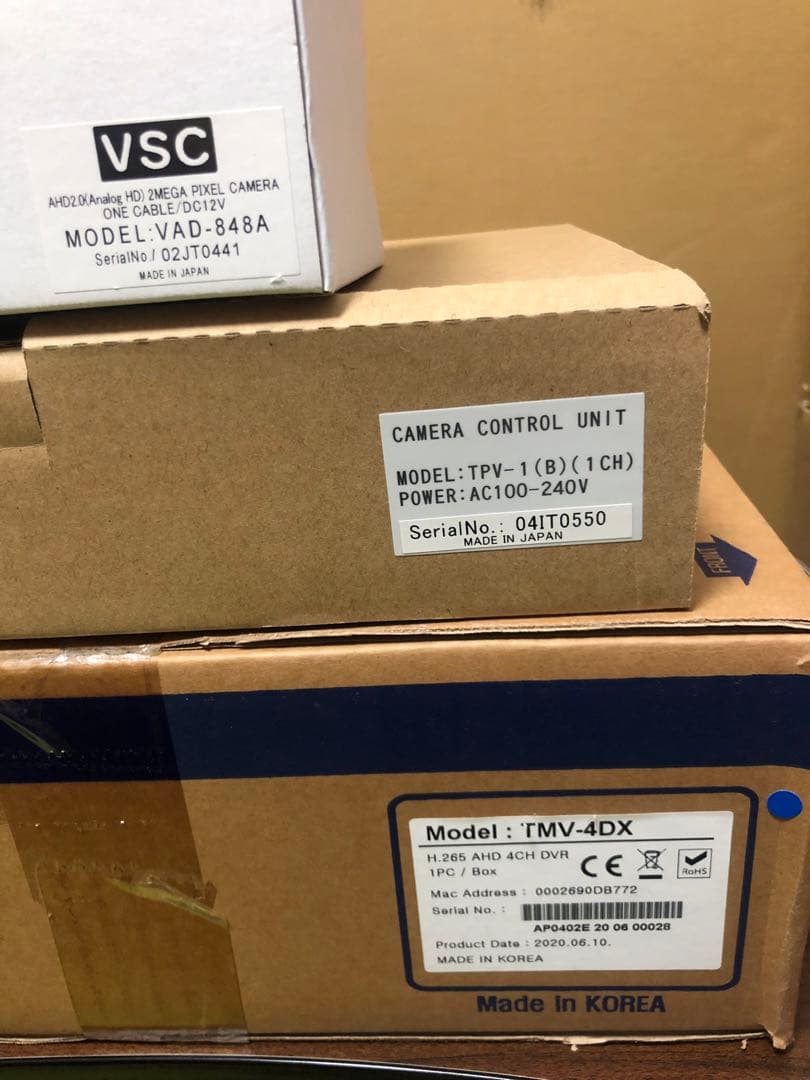 VSC
AHD2.0(Analog HD) 2MEGA PIXEL CAMERA
ONE CABLE/DC12V
MODEL:VAD-848A
SerialNo./ 02JT0441
MADE IN JAPAN
CAMERA CONTROL UNIT
MODEL:TPV-1(B)(1CH)
POWER:AC100-240V
SerialNo.: 04IT0550
MADE IN JAPAN
FRONT
Model : TMV-4DX
H.265 AHD 4CH DVR
1PC / Box
CE
RoHS
Mac Address : 0002690DB772
Serial No. :
AP0402E 20 06 00028
Product Date : 2020.06.10.
MADE IN KOREA
Made in KOREA